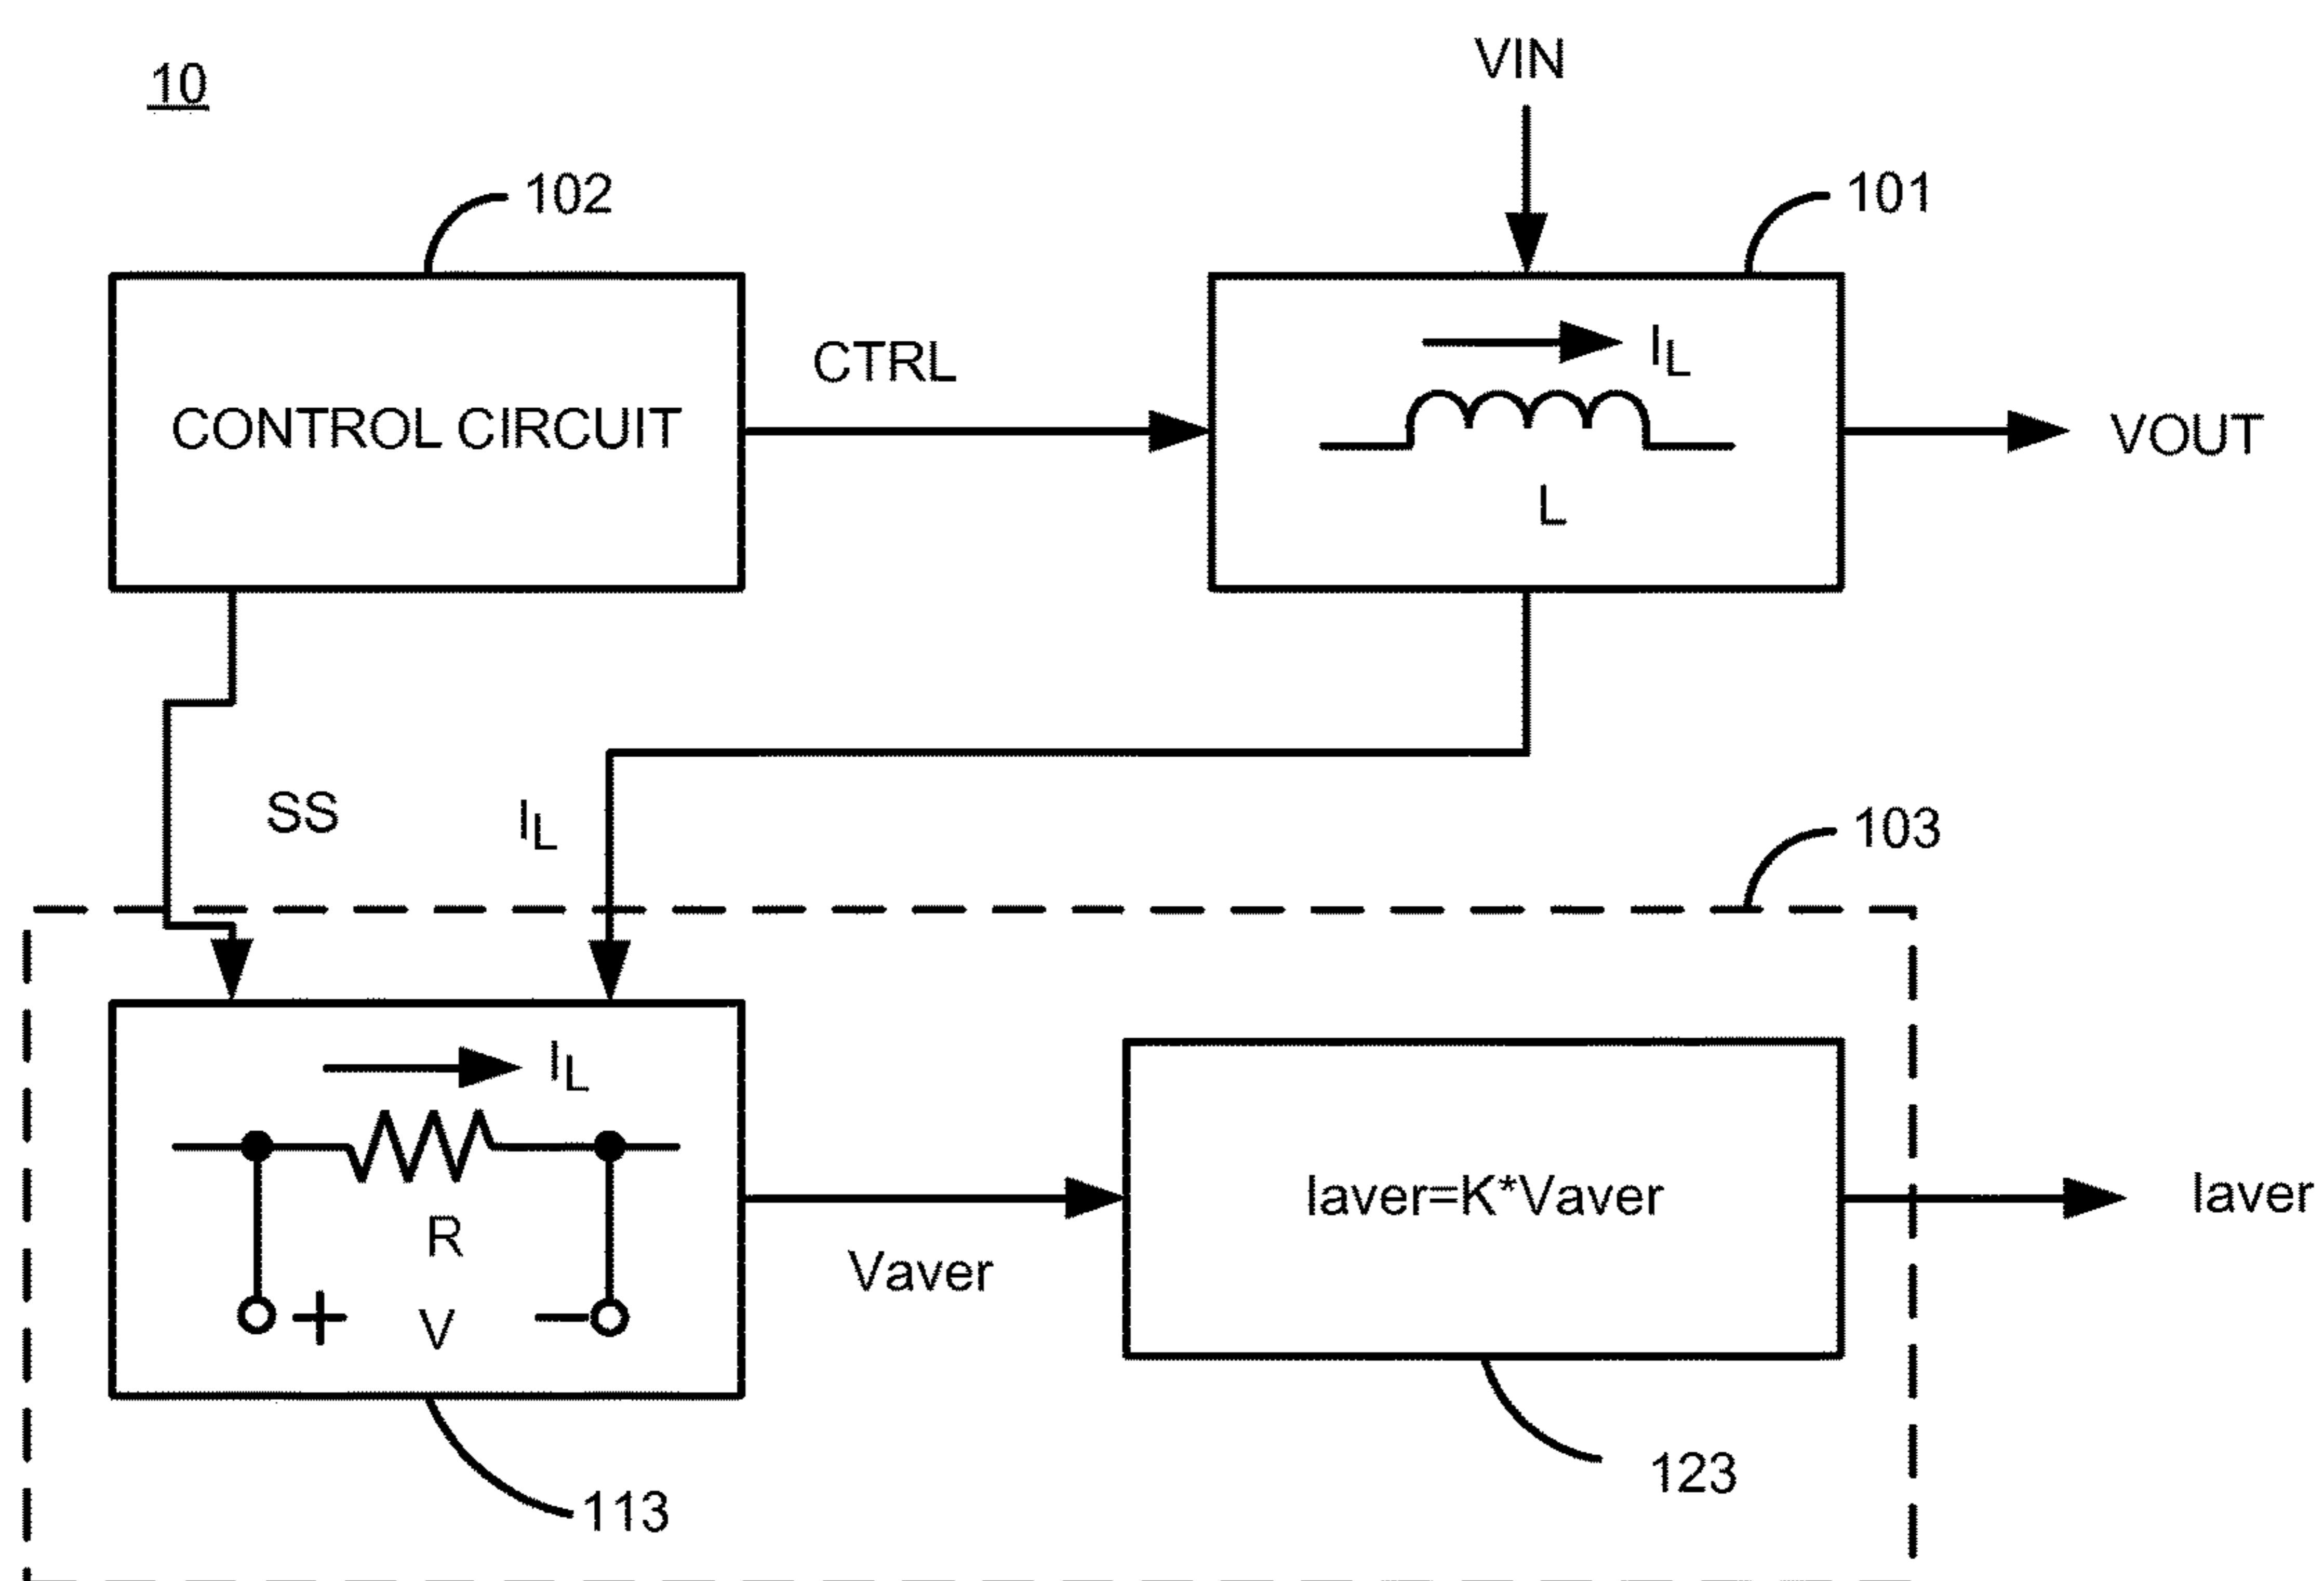 10
VIN
102
101
CONTROL CIRCUIT
CTRL
IL
L
VOUT
SS
IL
103
IL
R
+ V −
Vaver
Iaver=K*Vaver
Iaver
113
123